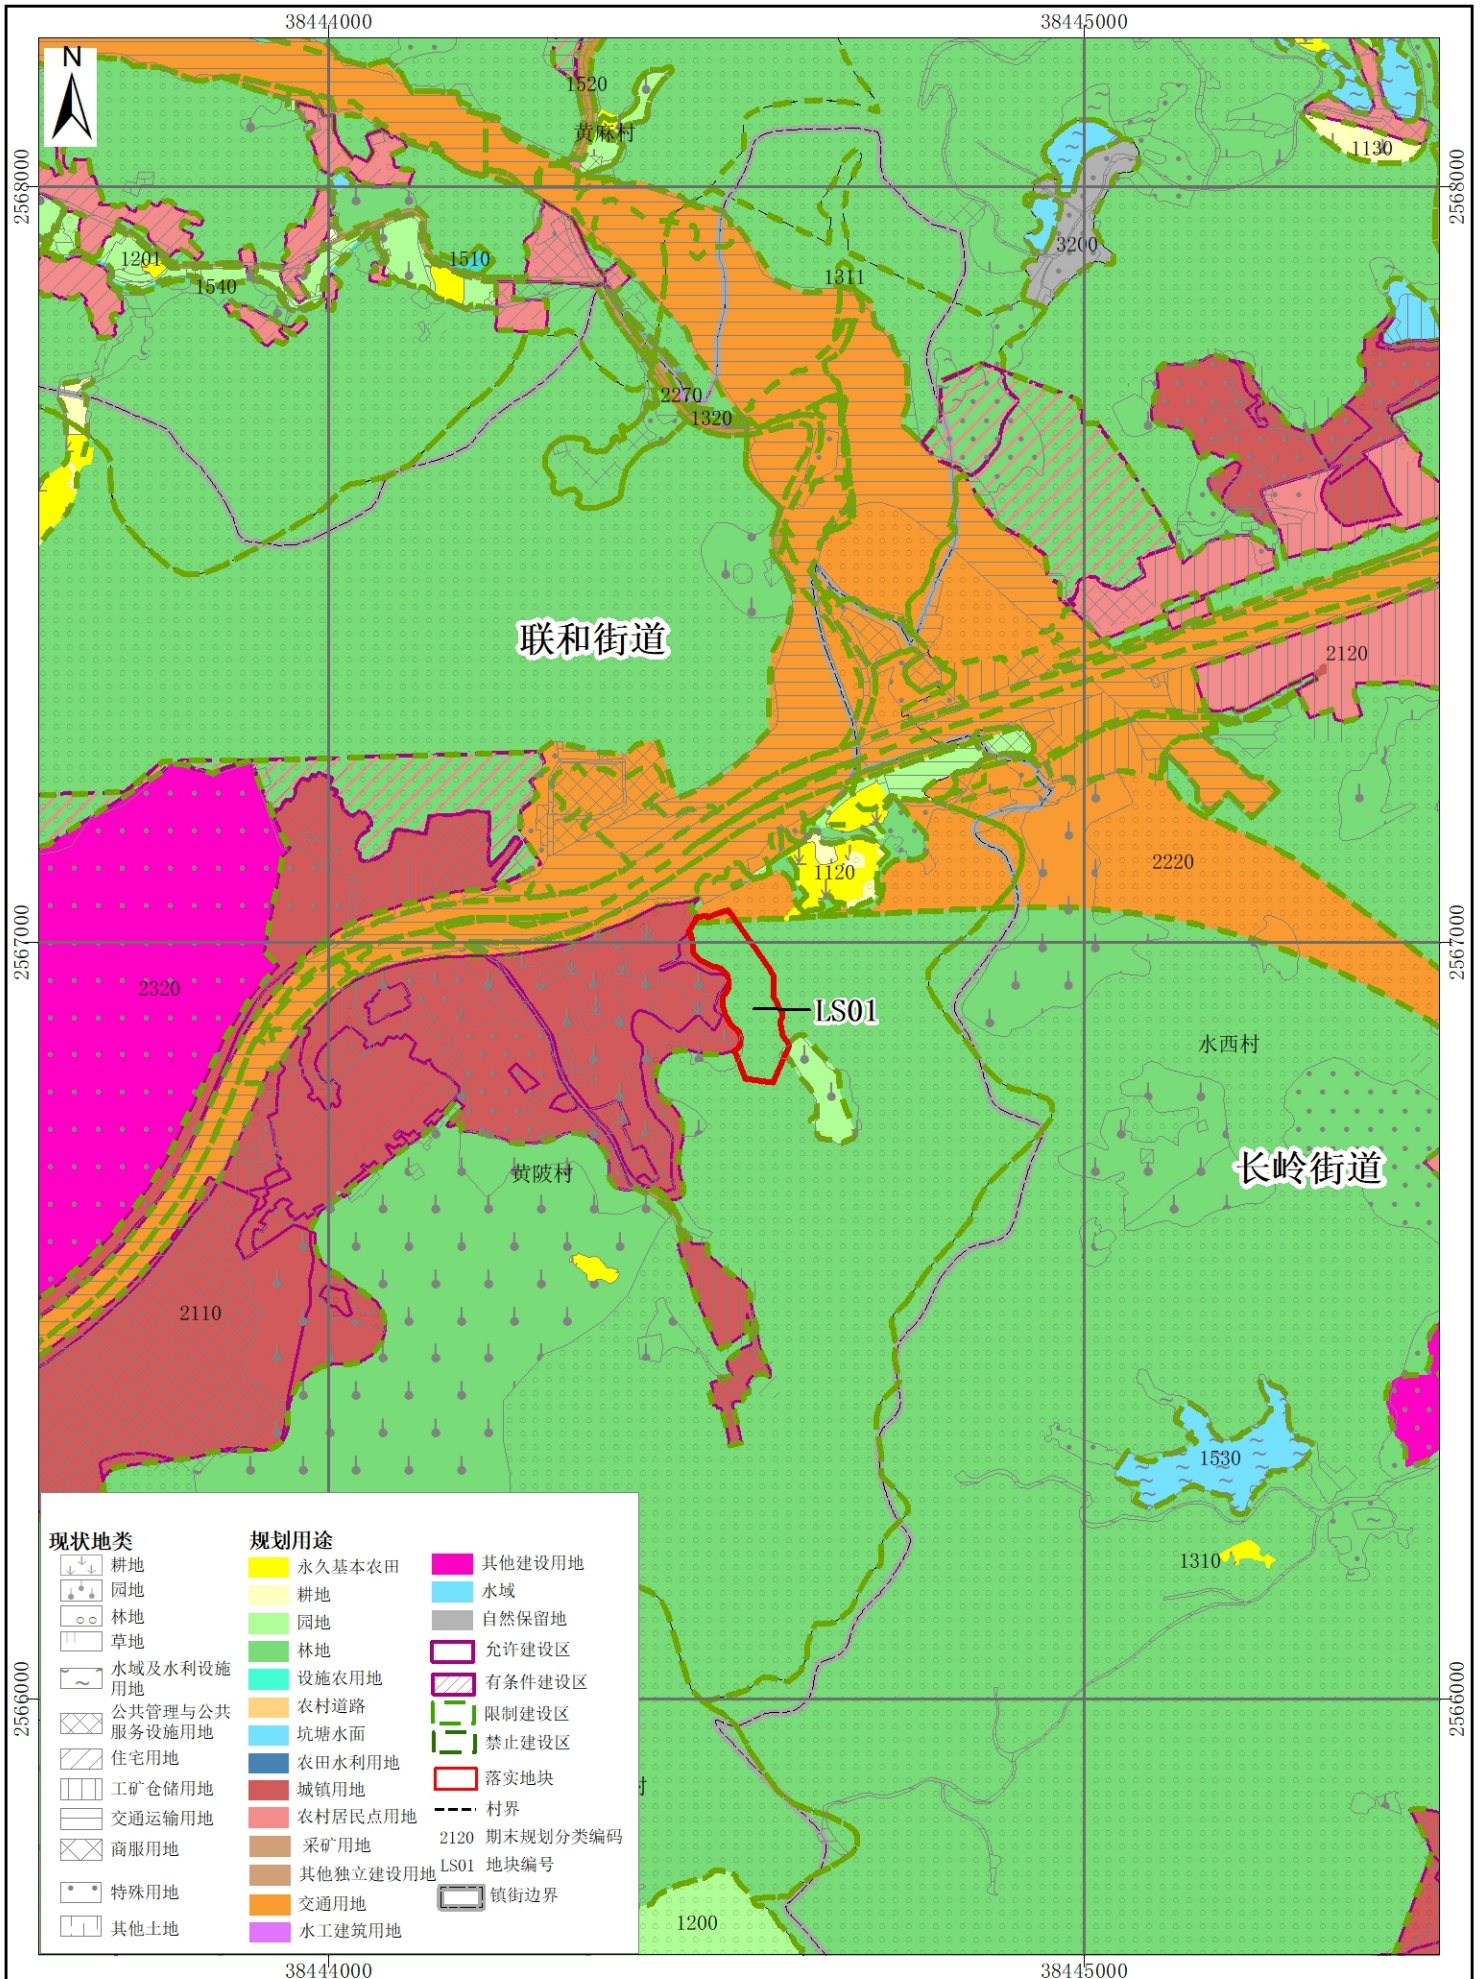 38444000
38445000
N
1520
黄麻村
1130
2568000
2568000
3200
1201
1510
1540
1311
2270
1320
联和街道
2120
1120
2220
2567000
2567000
2320
LS01
水西村
长岭街道
黄陂村
2110
1530
1310
现状地类
耕地
园地
林地
草地
水域及水利设施
用地
公共管理与公共
服务设施用地
住宅用地
工矿仓储用地
交通运输用地
商服用地
特殊用地
其他土地
规划用途
永久基本农田
耕地
园地
林地
设施农用地
农村道路
坑塘水面
农田水利用地
城镇用地
农村居民点用地
采矿用地
其他独立建设用地
交通用地
水工建筑用地
其他建设用地
水域
自然保留地
允许建设区
有条件建设区
限制建设区
禁止建设区
落实地块
村界
2120 期末规划分类编码
LS01 地块编号
镇街边界
2566000
2566000
1200
38444000
38445000